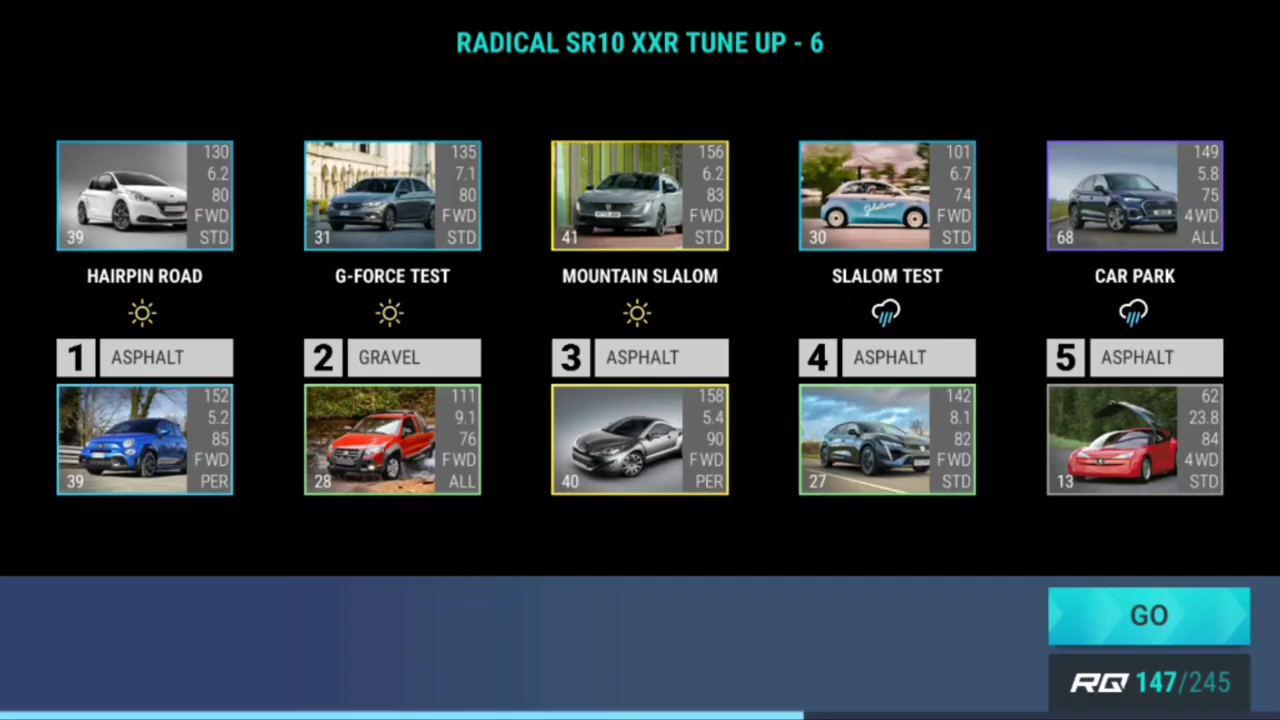 RADICAL SR10 XXR TUNE UP - 6
130
6.2
80
FWD
39 STD
135
7.1
80
FWD
31 STD
156
6.2
83
FWD
41 STD
101
6.7
74
FWD
30 STD
149
5.8
75
4WD
68 ALL
HAIRPIN ROAD
G-FORCE TEST
MOUNTAIN SLALOM
SLALOM TEST
CAR PARK
1 ASPHALT
2 GRAVEL
3 ASPHALT
4 ASPHALT
5 ASPHALT
152
5.2
85
FWD
39 PER
111
9.1
76
FWD
28 ALL
158
5.4
90
FWD
40 PER
142
8.1
82
FWD
27 STD
62
23.8
84
4WD
13 STD
GO
RQ 147/245